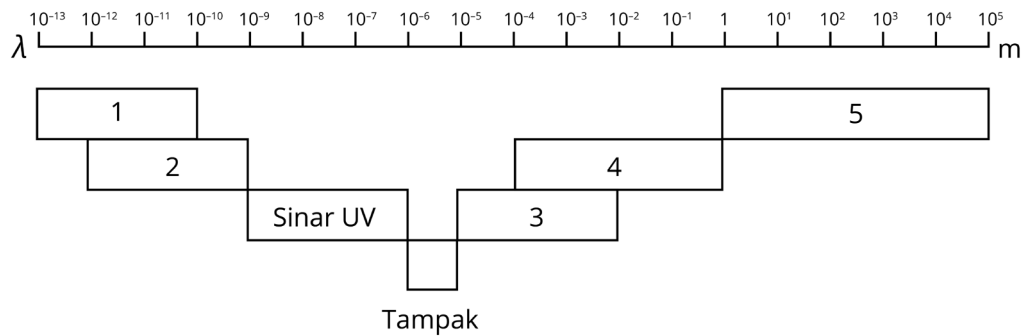 10⁻¹³ 10⁻¹² 10⁻¹¹ 10⁻¹⁰ 10⁻⁹ 10⁻⁸ 10⁻⁷ 10⁻⁶ 10⁻⁵ 10⁻⁴ 10⁻³ 10⁻² 10⁻¹ 1 10¹ 10² 10³ 10⁴ 10⁵
λ m
1 5
2 4
Sinar UV 3
Tampak